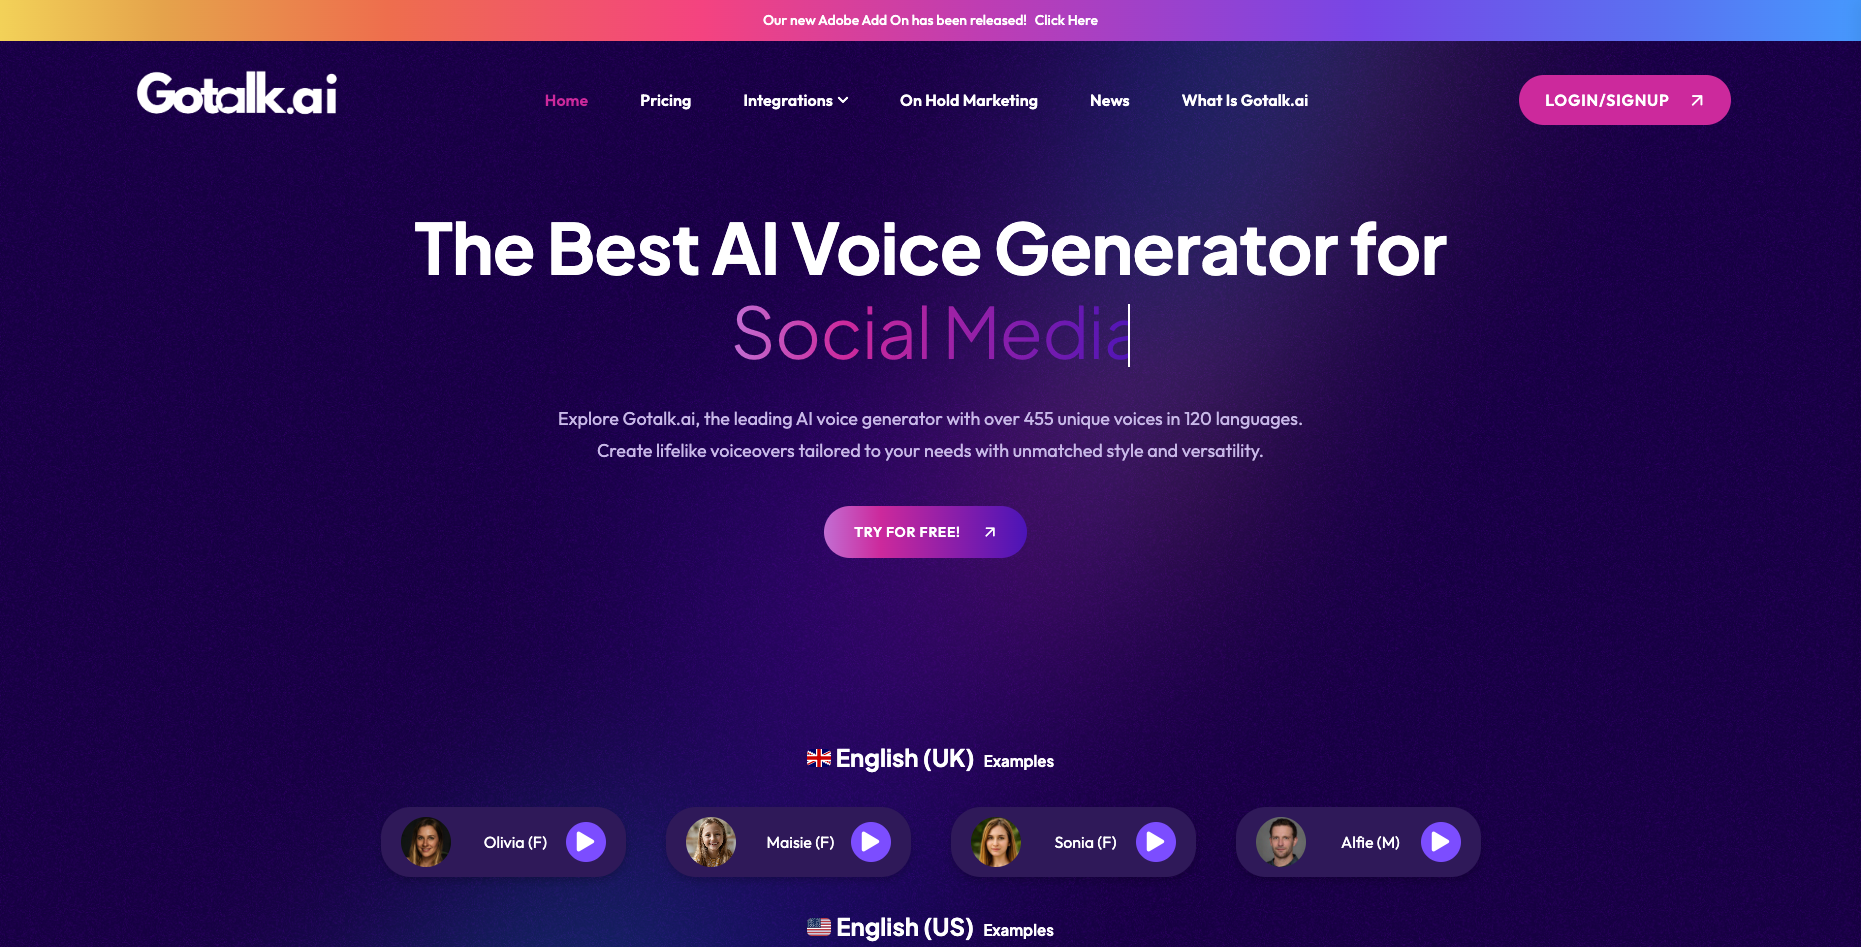 Our new Adobe Add On has been released! Click Here
Gotalk.ai
Home
Pricing
Integrations
On Hold Marketing
News
What Is Gotalk.ai
LOGIN/SIGNUP
The Best AI Voice Generator for
Social Media
Explore Gotalk.ai, the leading AI voice generator with over 455 unique voices in 120 languages.
Create lifelike voiceovers tailored to your needs with unmatched style and versatility.
TRY FOR FREE!
English (UK) Examples
Olivia (F)
Maisie (F)
Sonia (F)
Alfie (M)
English (US) Examples